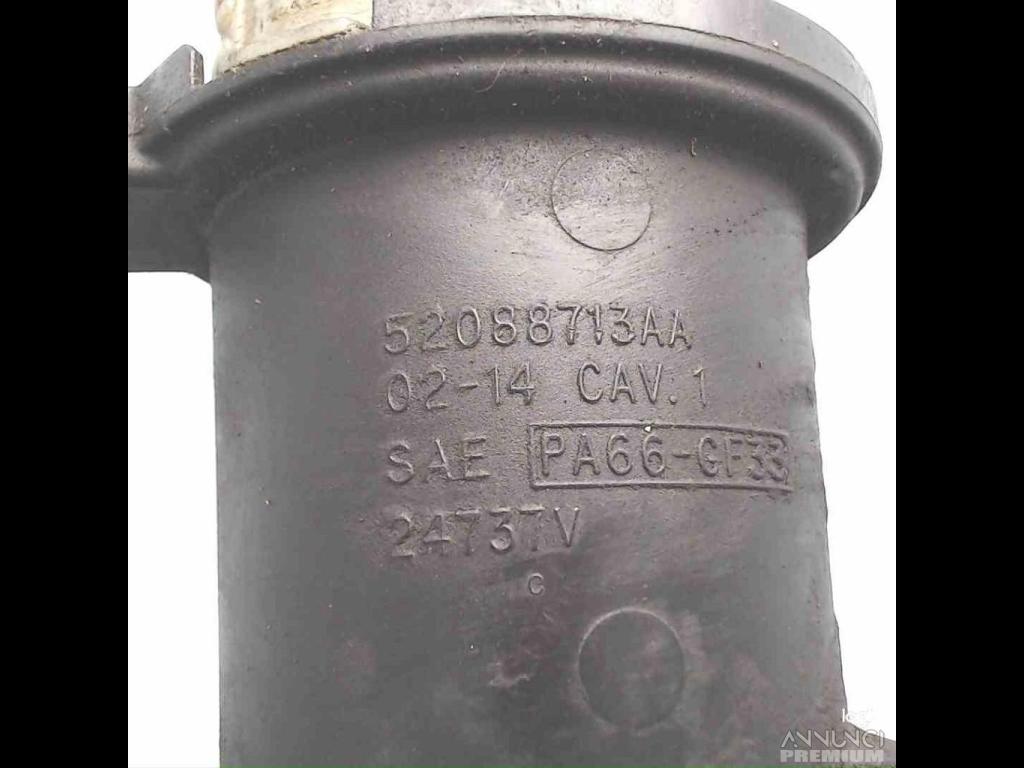 52088713AA
02-14 CAV. 1
SAE PA66-GF33
24737V
C
ANNUNCI
PREMIUM